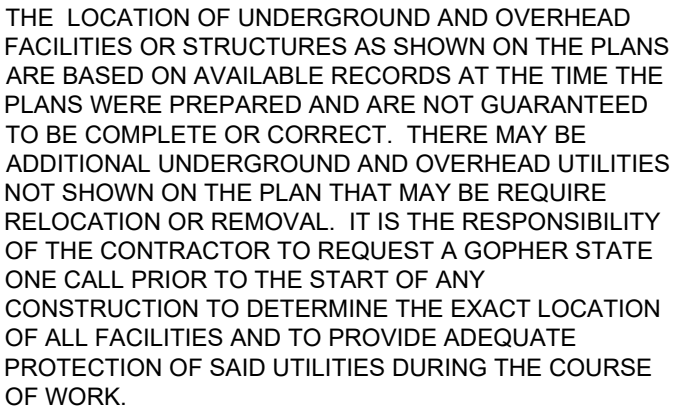 THE  LOCATION OF UNDERGROUND AND OVERHEAD
FACILITIES OR STRUCTURES AS SHOWN ON THE PLANS
ARE BASED ON AVAILABLE RECORDS AT THE TIME THE
PLANS WERE PREPARED AND ARE NOT GUARANTEED
TO BE COMPLETE OR CORRECT.  THERE MAY BE
ADDITIONAL UNDERGROUND AND OVERHEAD UTILITIES
NOT SHOWN ON THE PLAN THAT MAY BE REQUIRE
RELOCATION OR REMOVAL.  IT IS THE RESPONSIBILITY
OF THE CONTRACTOR TO REQUEST A GOPHER STATE
ONE CALL PRIOR TO THE START OF ANY
CONSTRUCTION TO DETERMINE THE EXACT LOCATION
OF ALL FACILITIES AND TO PROVIDE ADEQUATE
PROTECTION OF SAID UTILITIES DURING THE COURSE
OF WORK.